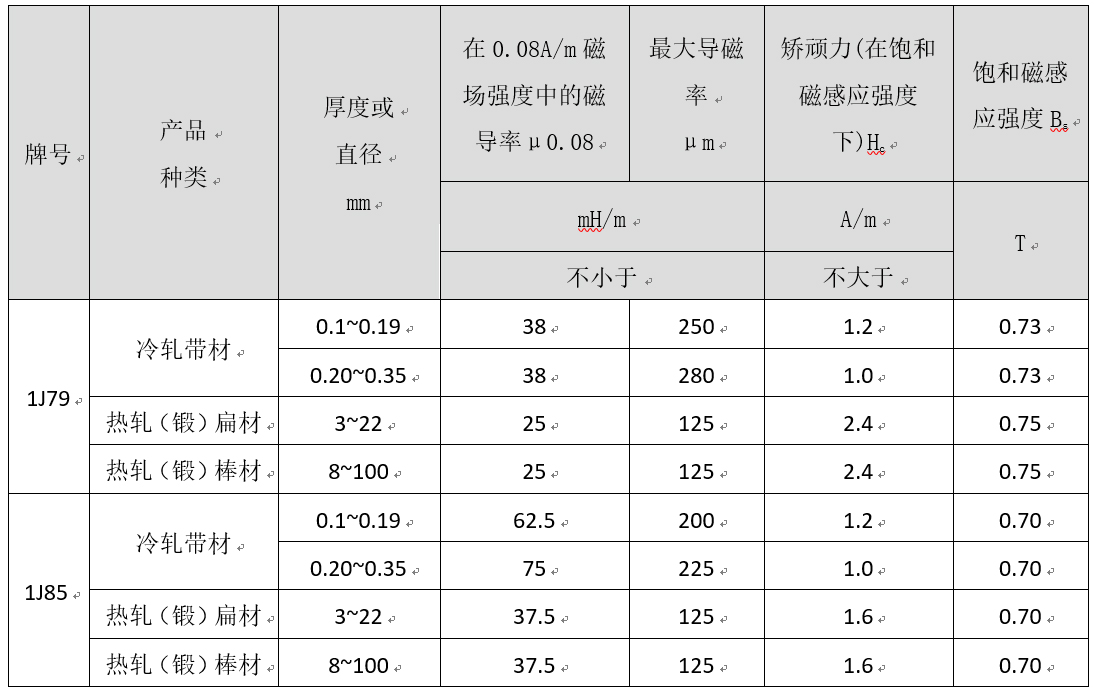 牌号
产品
种类
厚度或
直径
mm
在0.08A/m磁
场强度中的磁
导率μ0.08
最大导磁
率
μm
矫顽力(在饱和
磁感应强度
下)Hc
饱和磁感
应强度Bs
mH/m
A/m
T
不小于
不大于
1J79
冷轧带材
0.1~0.19 38 250 1.2 0.73
0.20~0.35 38 280 1.0 0.73
热轧（锻）扁材 3~22 25 125 2.4 0.75
热轧（锻）棒材 8~100 25 125 2.4 0.75
1J85
冷轧带材
0.1~0.19 62.5 200 1.2 0.70
0.20~0.35 75 225 1.0 0.70
热轧（锻）扁材 3~22 37.5 125 1.6 0.70
热轧（锻）棒材 8~100 37.5 125 1.6 0.70